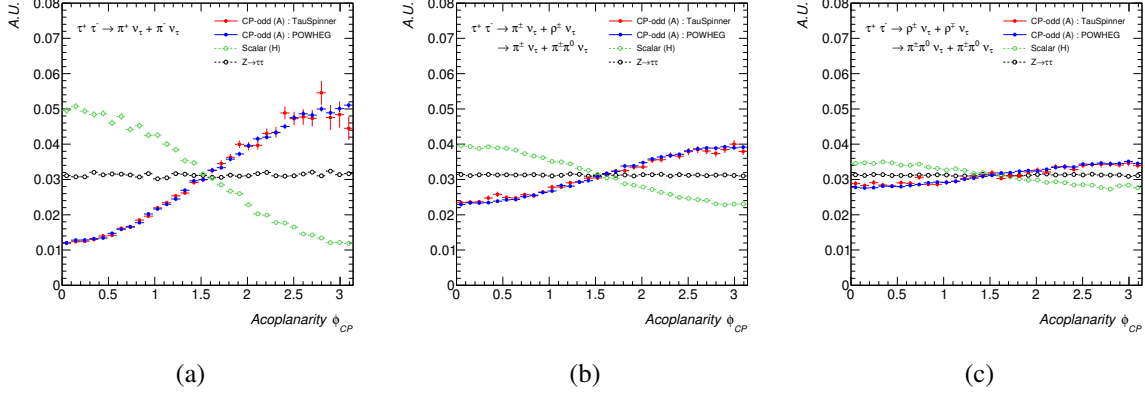 A.U.
0.08
0.07
0.06
0.05
0.04
0.03
0.02
0.01
0
τ⁺ τ⁻ → π⁺ ν_τ + π⁻ ν_τ
CP-odd (A) : TauSpinner
CP-odd (A) : POWHEG
Scalar (H)
Z→ττ
0 0.5 1 1.5 2 2.5 3
Acoplanarity ϕ_CP
(a)
A.U.
0.08
0.07
0.06
0.05
0.04
0.03
0.02
0.01
0
τ⁺ τ⁻ → π± ν_τ + ρ± ν_τ
→ π± ν_τ + π±π⁰ ν_τ
CP-odd (A) : TauSpinner
CP-odd (A) : POWHEG
Scalar (H)
Z→ττ
0 0.5 1 1.5 2 2.5 3
Acoplanarity ϕ_CP
(b)
A.U.
0.08
0.07
0.06
0.05
0.04
0.03
0.02
0.01
0
τ⁺ τ⁻ → ρ± ν_τ + ρ∓ ν_τ
→ π±π⁰ ν_τ + π±π⁰ ν_τ
CP-odd (A) : TauSpinner
CP-odd (A) : POWHEG
Scalar (H)
Z→ττ
0 0.5 1 1.5 2 2.5 3
Acoplanarity ϕ_CP
(c)